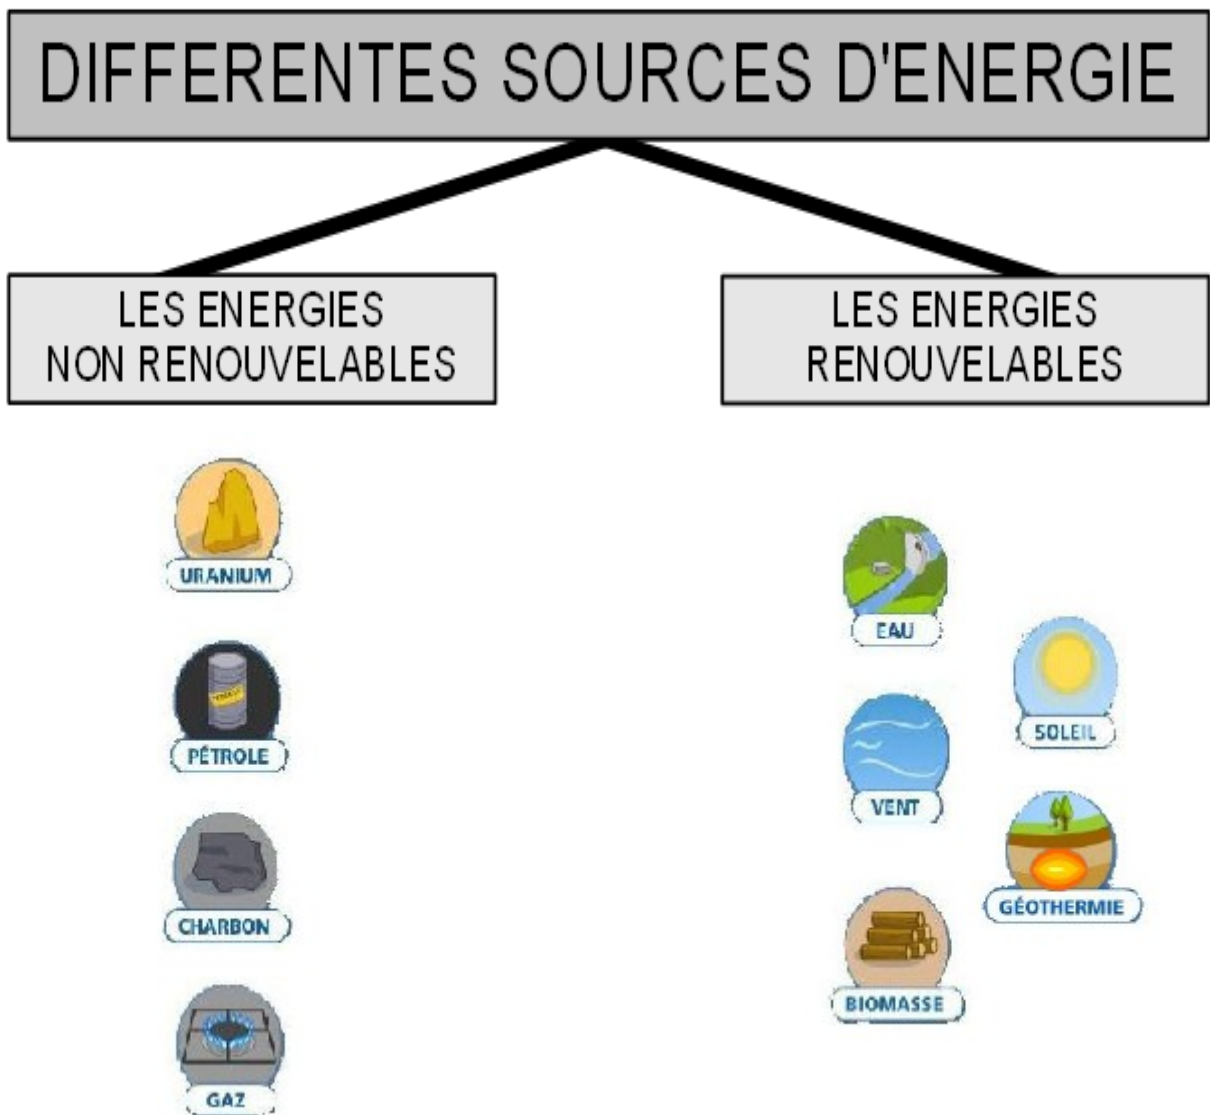 DIFFERENTES SOURCES D'ENERGIE
LES ENERGIES
NON RENOUVELABLES
LES ENERGIES
RENOUVELABLES
URANIUM
PÉTROLE
CHARBON
GAZ
EAU
SOLEIL
VENT
GÉOTHERMIE
BIOMASSE